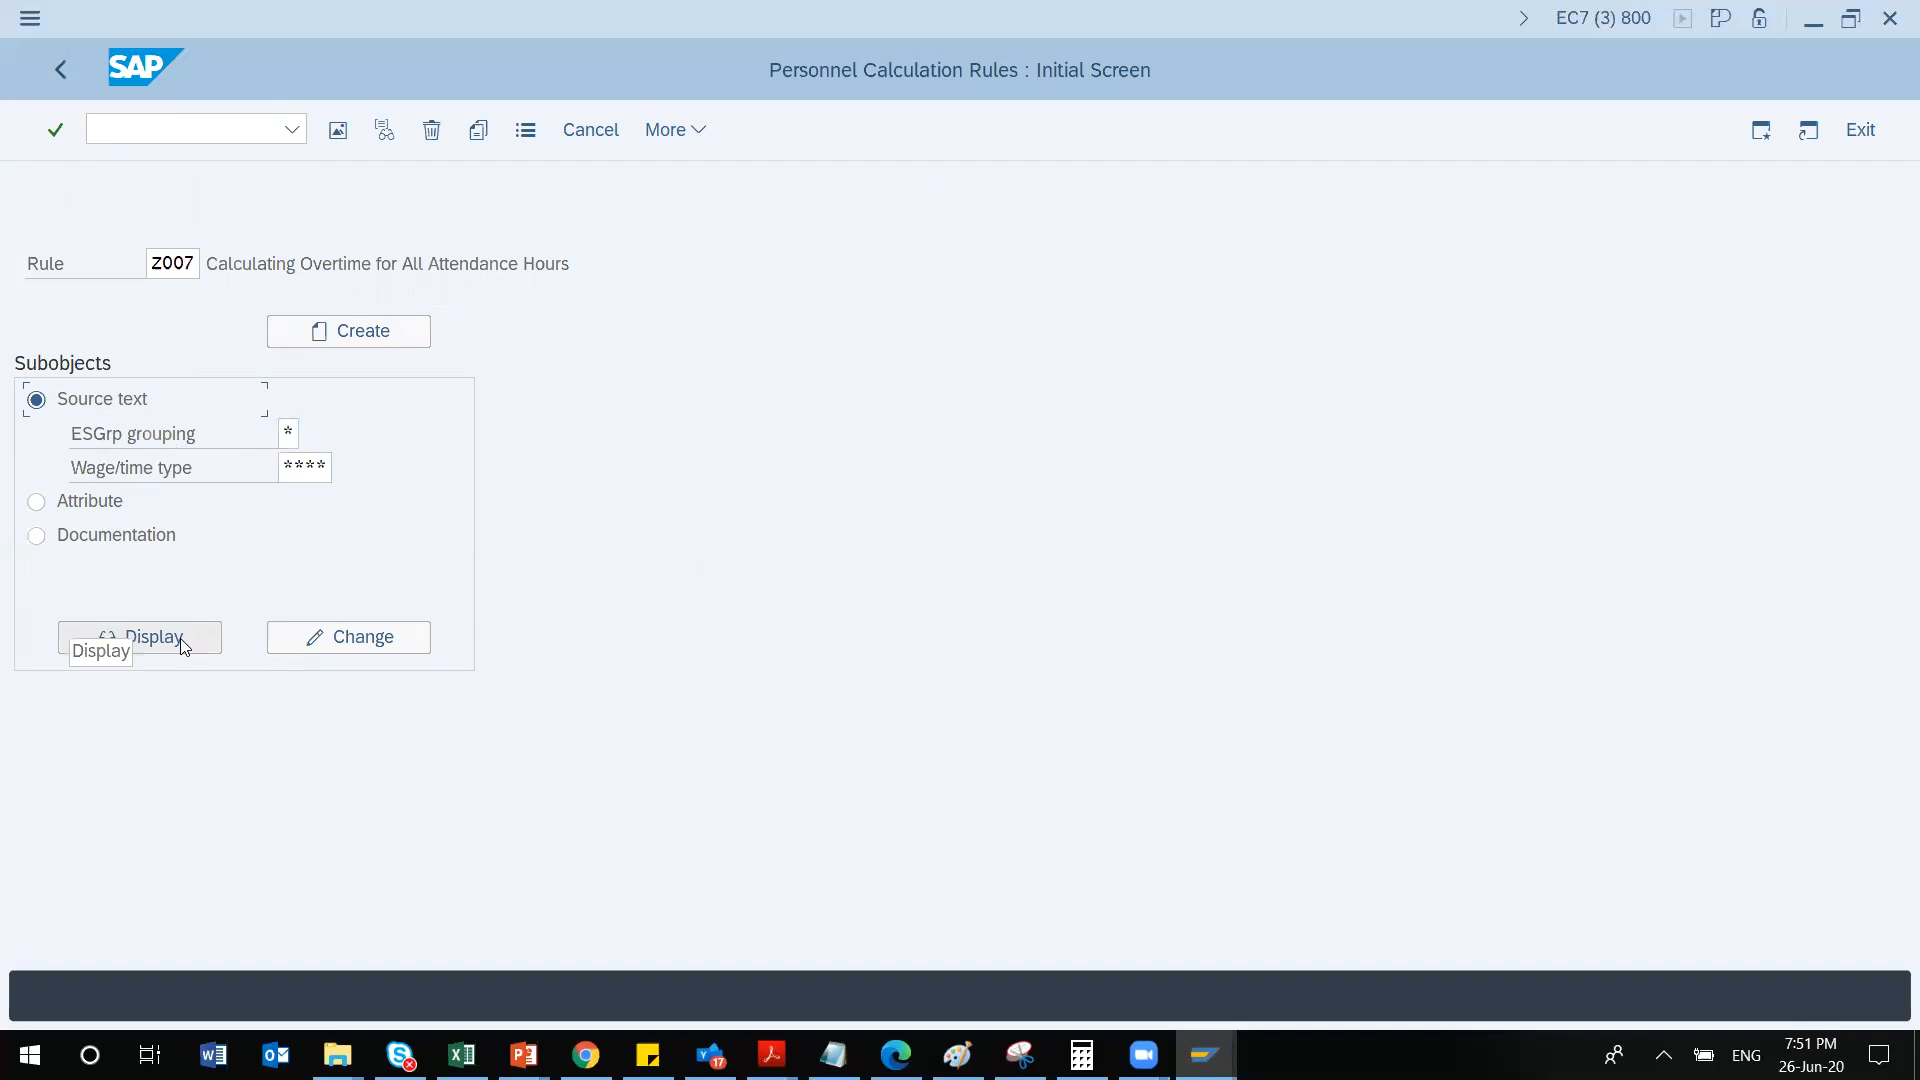 EC7 (3) 800
SAP
Personnel Calculation Rules : Initial Screen
Cancel
More
Exit
Rule
Z007
Calculating Overtime for All Attendance Hours
Create
Subobjects
Source text
ESGrp grouping
*
Wage/time type
****
Attribute
Documentation
Display
Change
Display
ENG
7:51 PM
26-Jun-20
17